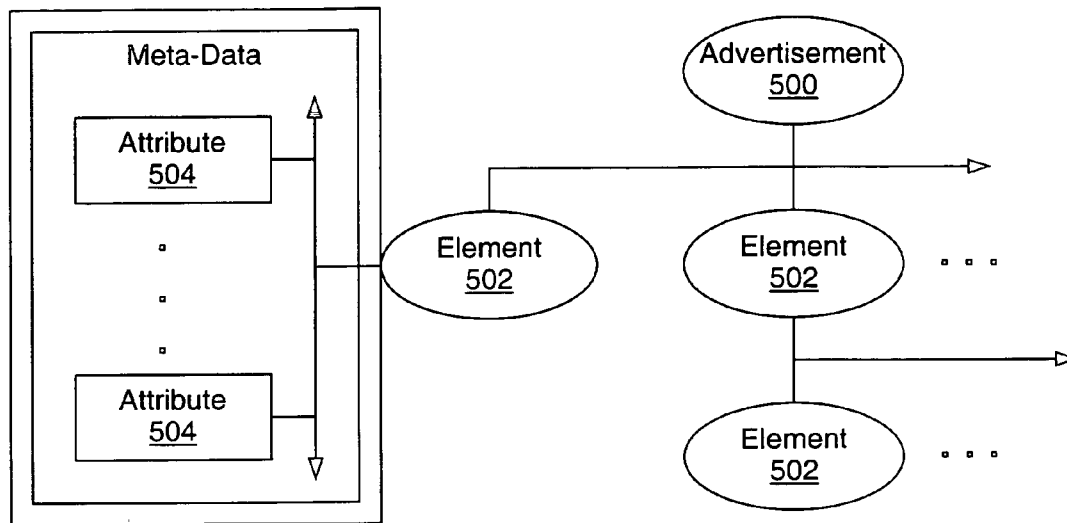 Meta-Data
Attribute
504
Attribute
504
Advertisement
500
Element
502
Element
502
Element
502